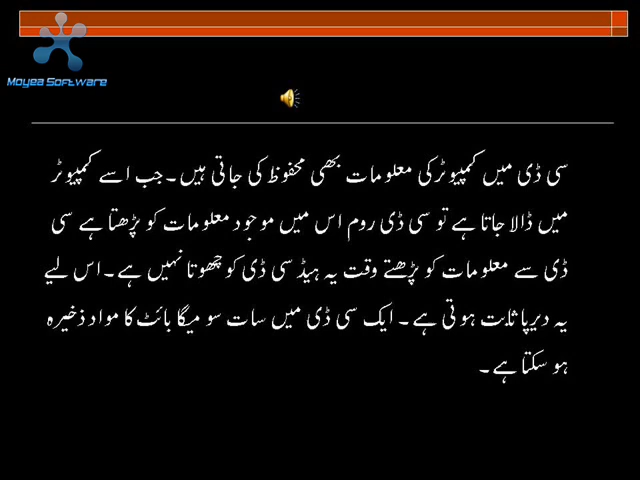 Moyea Software
سی ڈی میں کمپیوٹر کی معلومات بھی محفوظ کی جاتی ہیں۔ جب اسے کمپیوٹر
میں ڈالا جاتا ہے تو سی ڈی روم اس میں موجود معلومات کو پڑھتا ہے سی
ڈی سے معلومات کو پڑھتے وقت یہ ہیڈ سی ڈی کو چھوتا نہیں ہے۔ اس لیے
یہ دیرپا ثابت ہوتی ہے۔ ایک سی ڈی میں سات سو میگا بائٹ کا مواد ذخیرہ
ہو سکتا ہے۔